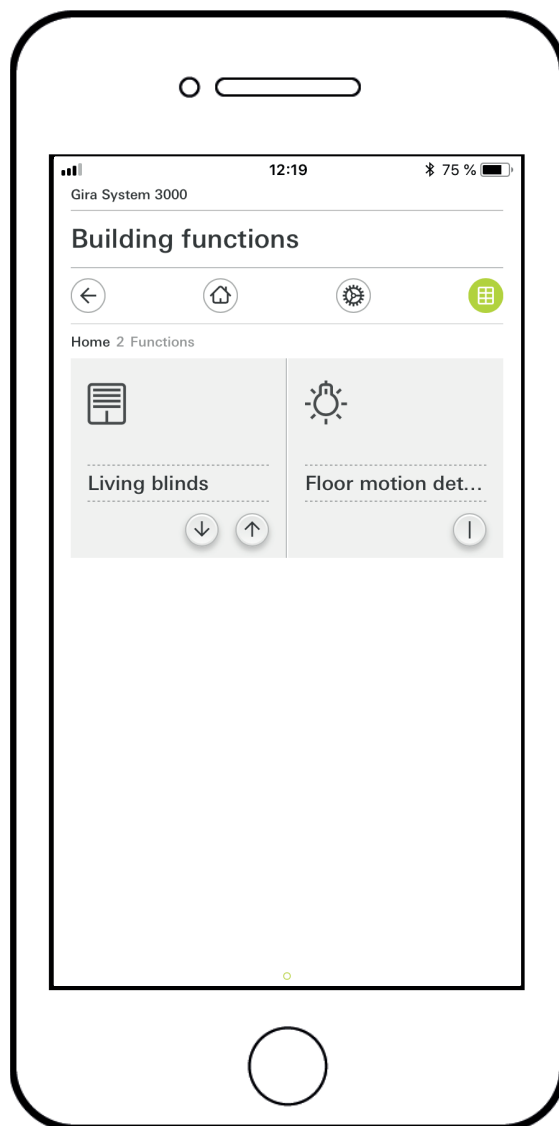 12:19
75 %
Gira System 3000
Building functions
Home 2 Functions
Living blinds
Floor motion det...